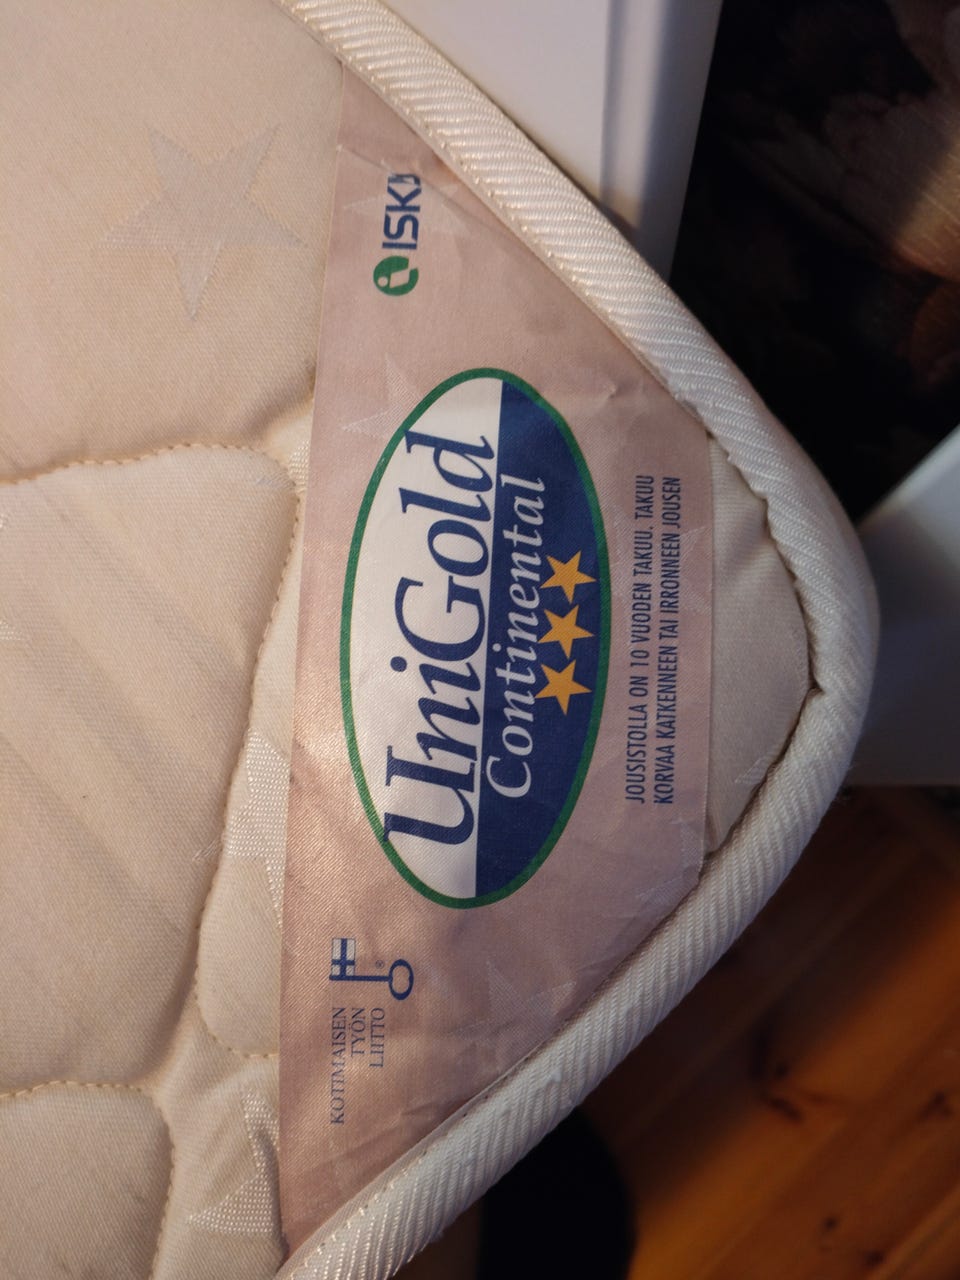 KOTIMAISEN
TYÖN
LIITTO
®
ISKU
UniGold
Continental
JOUSISTOLLA ON 10 VUODEN TAKUU. TAKUU
KORVAA KATKENNEEN TAI IRRONNEEN JOUSEN